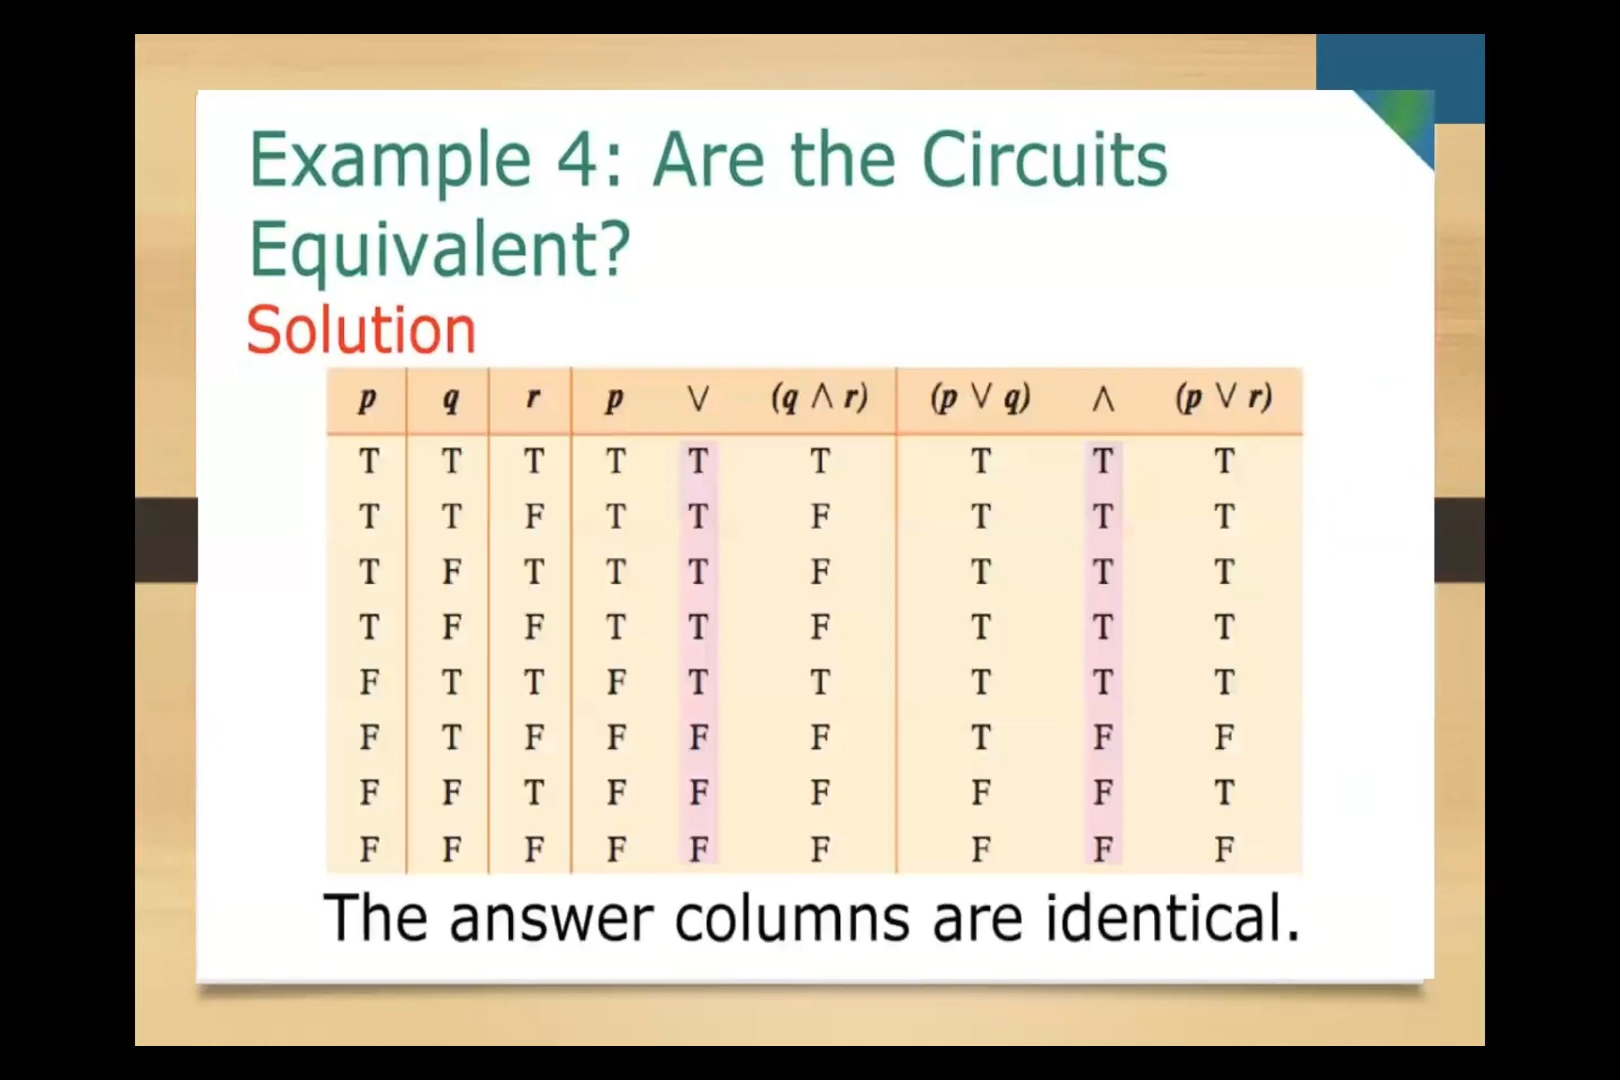 Example 4: Are the Circuits
Equivalent?
Solution
p q r p ∨ (q ∧ r) (p ∨ q) ∧ (p ∨ r)
T T T T T T T T T
T T F T T F T T T
T F T T T F T T T
T F F T T F T T T
F T T F T T T T T
F T F F F F T F F
F F T F F F F F T
F F F F F F F F F
The answer columns are identical.